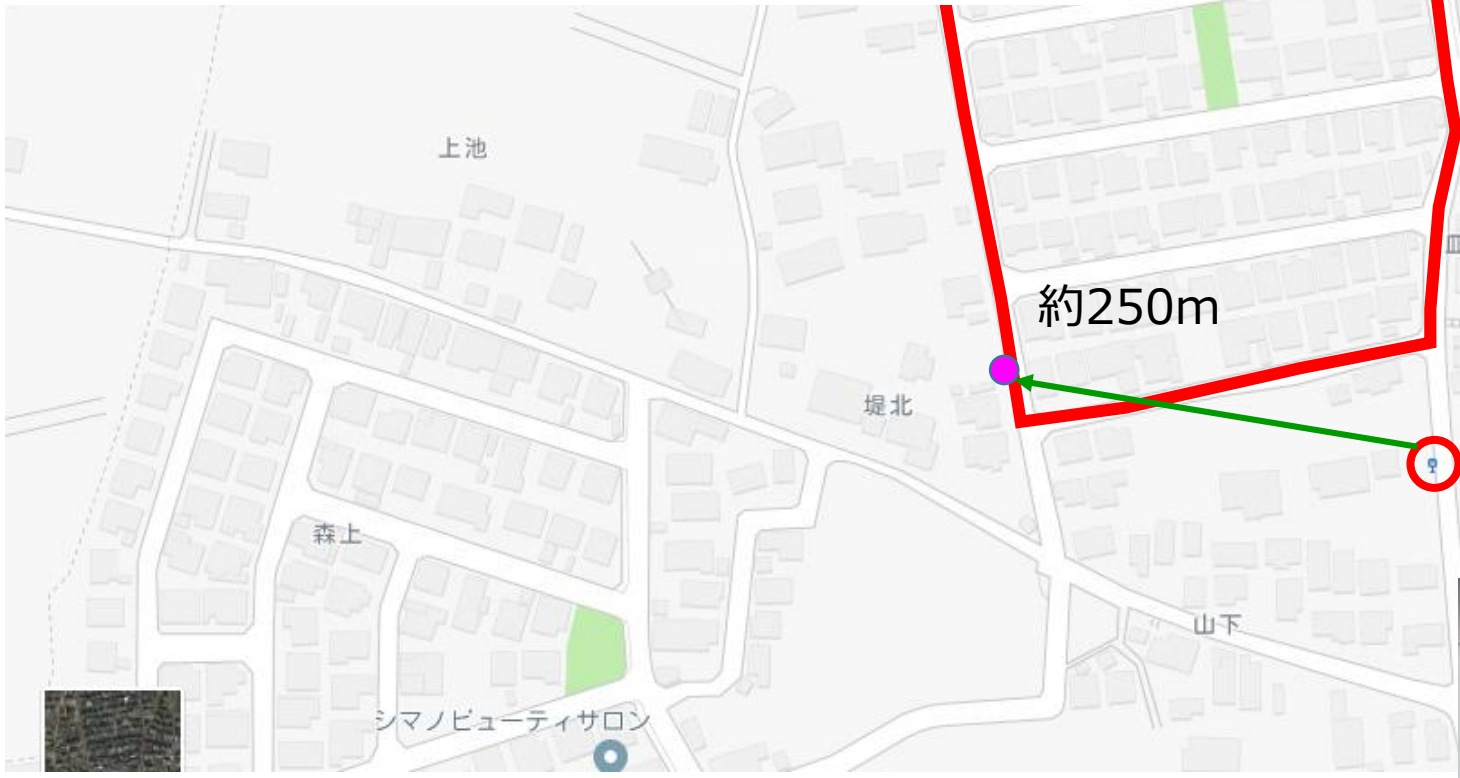 上池
約250m
堤北
森上
山下
シマノビューティサロン